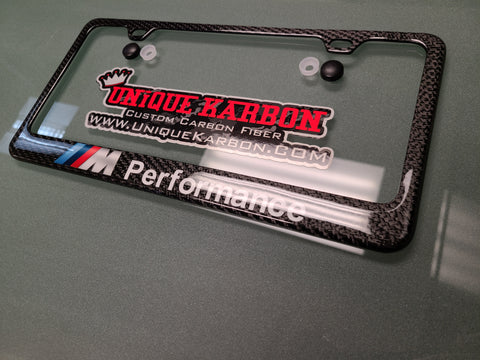 UNIQUE KARBON
CUSTOM CARBON FIBER
WWW.UNIQUEKARBON.COM
M Performance